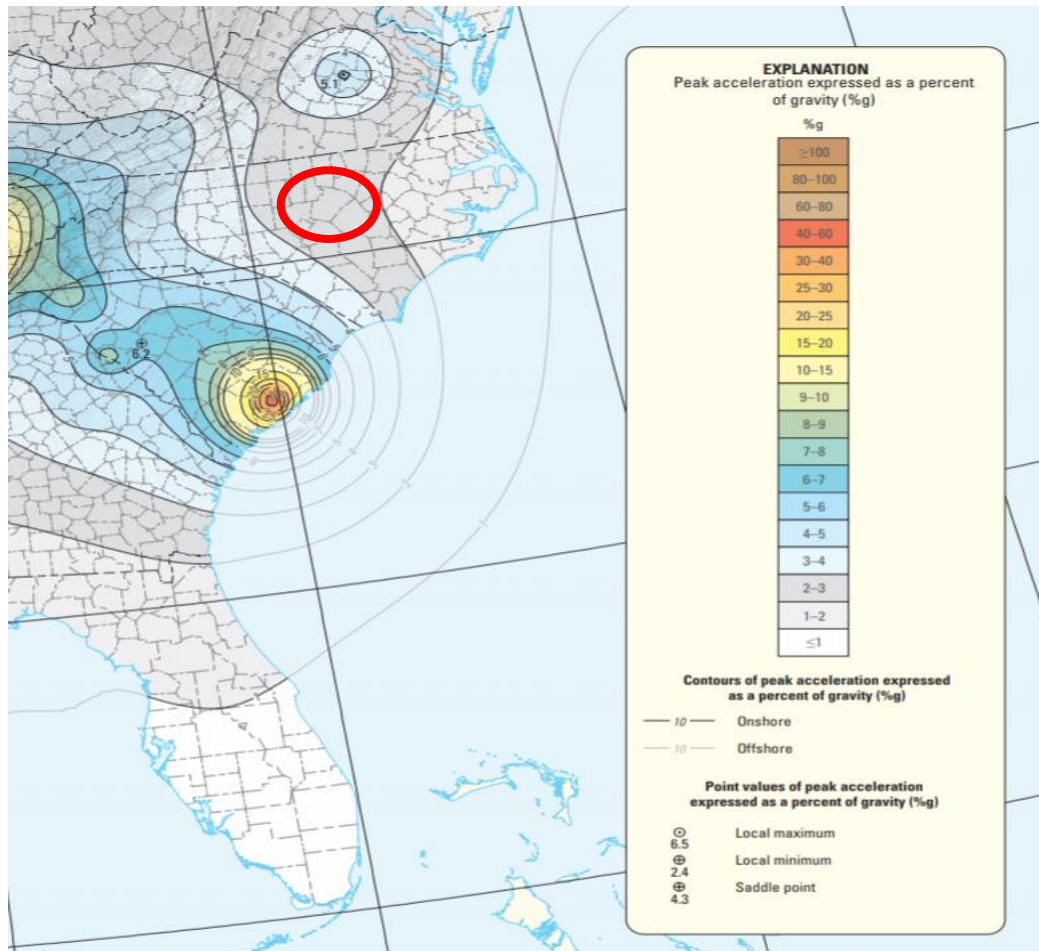 5.1
6.2
10
15
EXPLANATION
Peak acceleration expressed as a percent
of gravity (%g)
%g
≥100
80–100
60–80
40–60
30–40
25–30
20–25
15–20
10–15
9–10
8–9
7–8
6–7
5–6
4–5
3–4
2–3
1–2
≤1
Contours of peak acceleration expressed
as a percent of gravity (%g)
10 Onshore
10 Offshore
Point values of peak acceleration
expressed as a percent of gravity (%g)
6.5 Local maximum
2.4 Local minimum
4.3 Saddle point